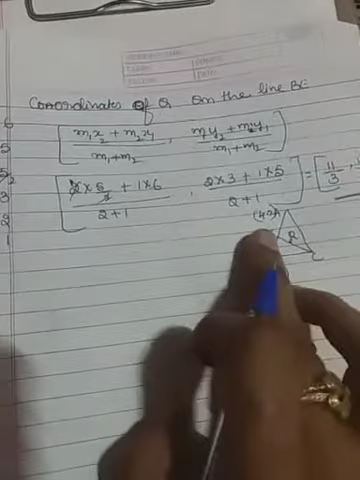 Coordinates of Q on the line BC
[ m₁x₂ + m₂x₁ / m₁+m₂ , m₁y₂ + m₂y₁ / m₁+m₂ ]
[ 2 × 5/2 + 1×6 / 2+1 , 2×3 + 1×5 / 2+1 ] = [ 11/3 ,
R
C